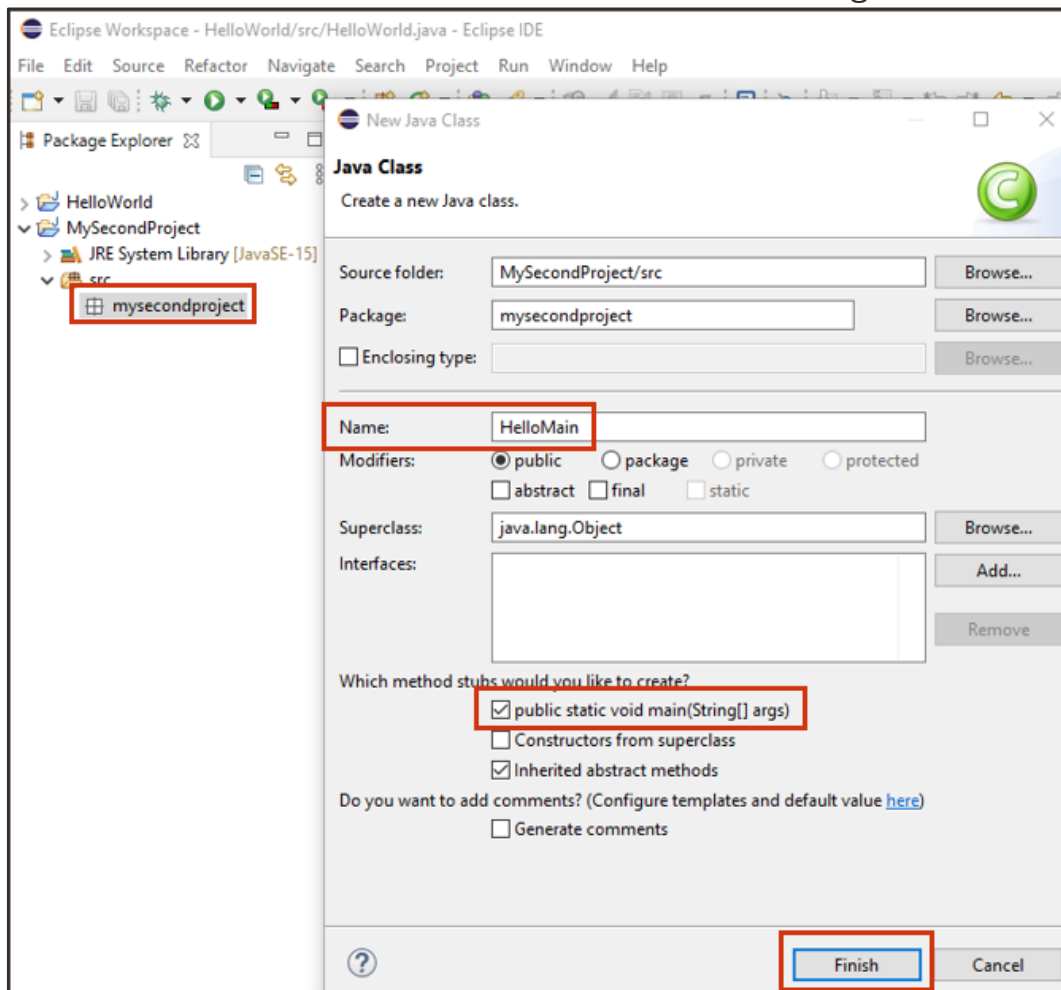 Eclipse Workspace - HelloWorld/src/HelloWorld.java - Eclipse IDE
File Edit Source Refactor Navigate Search Project Run Window Help
Package Explorer
HelloWorld
MySecondProject
JRE System Library [JavaSE-15]
src
mysecondproject
New Java Class
Java Class
Create a new Java class.
Source folder: MySecondProject/src Browse...
Package: mysecondproject Browse...
Enclosing type: Browse...
Name: HelloMain
Modifiers: public package private protected
abstract final static
Superclass: java.lang.Object Browse...
Interfaces: Add...
Remove
Which method stubs would you like to create?
public static void main(String[] args)
Constructors from superclass
Inherited abstract methods
Do you want to add comments? (Configure templates and default value here)
Generate comments
Finish Cancel